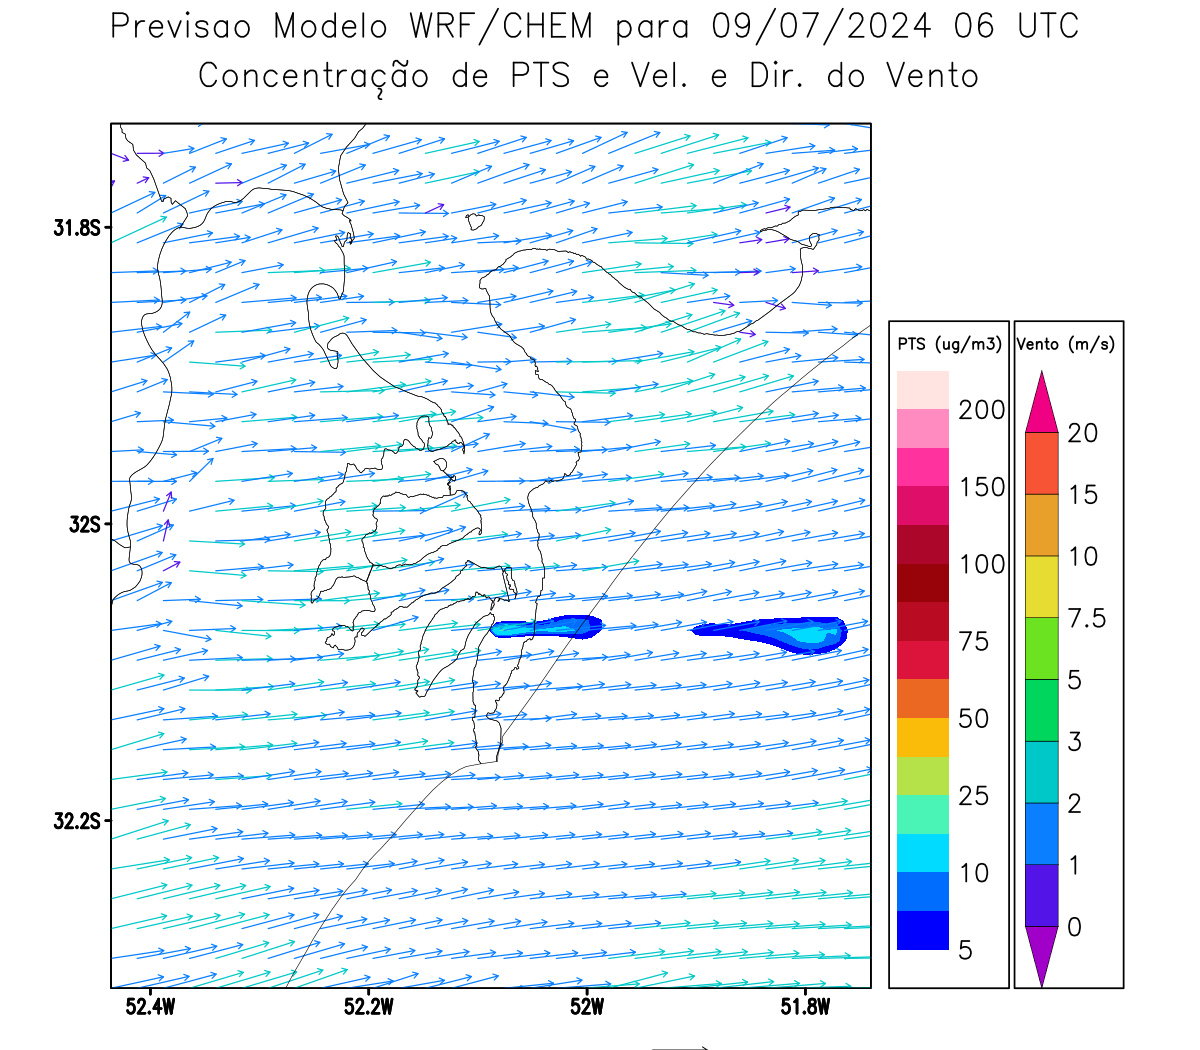 Previsao Modelo WRF/CHEM para 09/07/2024 06 UTC
Concentração de PTS e Vel. e Dir. do Vento
31.8S
32S
32.2S
52.4W 52.2W 52W 51.8W
PTS (ug/m3)
200
150
100
75
50
25
10
5
Vento (m/s)
20
15
10
7.5
5
3
2
1
0